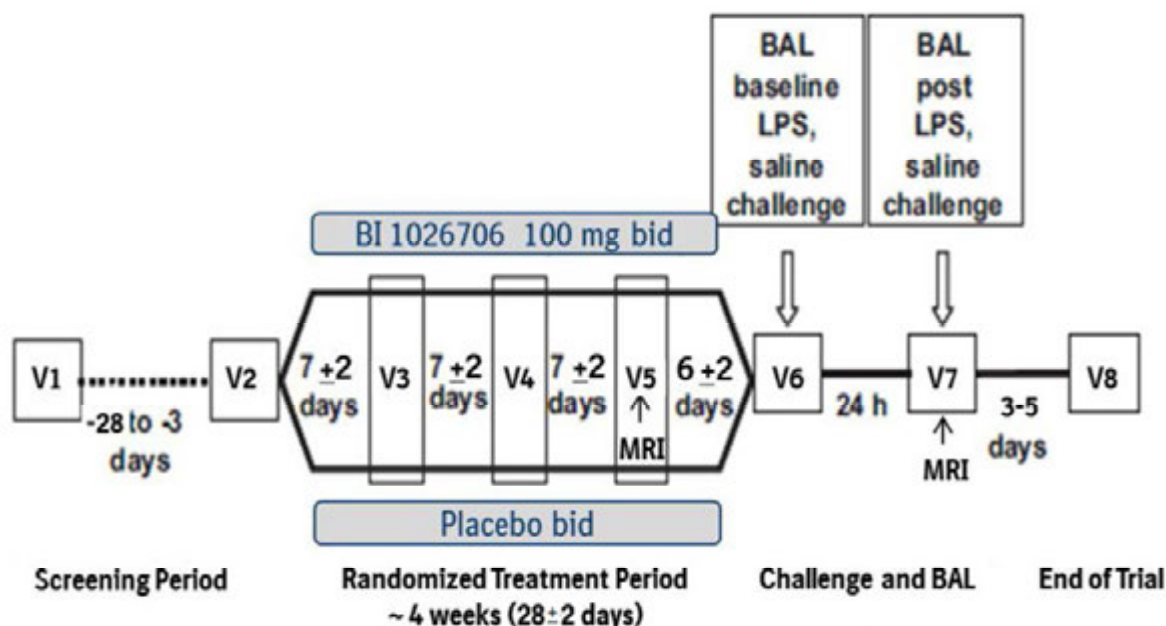 BAL
baseline
LPS,
saline
challenge
BAL
post
LPS,
saline
challenge
BI 1026706 100 mg bid
V1
-28 to -3
days
V2
7 ±2
days
V3
7 ±2
days
V4
7 ±2
days
V5
MRI
6 ±2
days
V6
24 h
V7
MRI
3-5
days
V8
Placebo bid
Screening Period
Randomized Treatment Period
~ 4 weeks (28±2 days)
Challenge and BAL
End of Trial